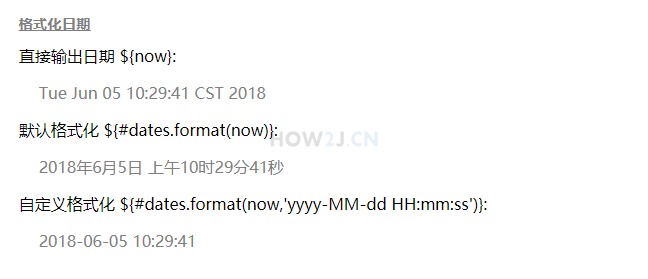 格式化日期
直接输出日期 ${now}:
Tue Jun 05 10:29:41 CST 2018
默认格式化 ${#dates.format(now)}:
HOW2J.CN
2018年6月5日 上午10时29分41秒
自定义格式化 ${#dates.format(now,'yyyy-MM-dd HH:mm:ss')}:
2018-06-05 10:29:41